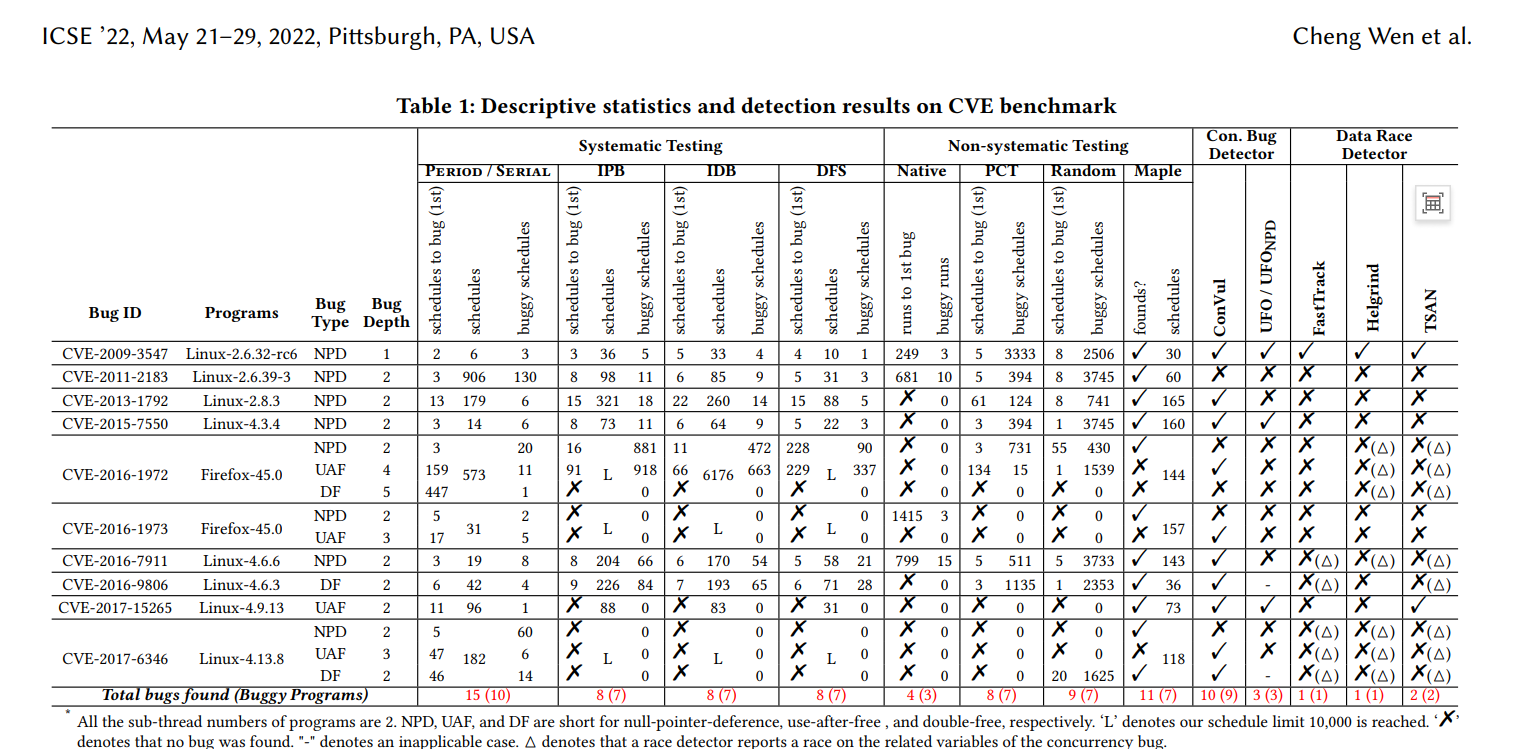 ICSE ’22, May 21–29, 2022, Pittsburgh, PA, USA Cheng Wen et al.
Table 1: Descriptive statistics and detection results on CVE benchmark
Systematic Testing Non-systematic Testing Con. Bug Detector Data Race Detector
PERIOD / SERIAL IPB IDB DFS Native PCT Random Maple
Bug ID Programs Bug Type Bug Depth schedules to bug (1st) schedules buggy schedules schedules to bug (1st) schedules buggy schedules schedules to bug (1st) schedules buggy schedules schedules to bug (1st) schedules buggy schedules runs to 1st bug buggy runs schedules to bug (1st) buggy schedules schedules to bug (1st) buggy schedules founds? schedules ConVul UFO / UFONPD FastTrack Helgrind TSAN
CVE-2009-3547 Linux-2.6.32-rc6 NPD 1 2 6 3 3 36 5 5 33 4 4 10 1 249 3 5 3333 8 2506 ✓ 30 ✓ ✓ ✓ ✓ ✓
CVE-2011-2183 Linux-2.6.39-3 NPD 2 3 906 130 8 98 11 6 85 9 5 31 3 681 10 5 394 8 3745 ✓ 60 ✗ ✗ ✗ ✗ ✗
CVE-2013-1792 Linux-2.8.3 NPD 2 13 179 6 15 321 18 22 260 14 15 88 5 ✗ 0 61 124 8 741 ✓ 165 ✓ ✗ ✗ ✗ ✗
CVE-2015-7550 Linux-4.3.4 NPD 2 3 14 6 8 73 11 6 64 9 5 22 3 ✗ 0 3 394 1 3745 ✓ 160 ✓ ✓ ✗ ✗ ✗
NPD 2 3 20 16 881 11 472 228 90 ✗ 0 3 731 55 430 ✓ ✗ ✗ ✗ ✗(△) ✗(△)
CVE-2016-1972 Firefox-45.0 UAF 4 159 573 11 91 L 918 66 6176 663 229 L 337 ✗ 0 134 15 1 1539 ✗ 144 ✓ ✗ ✗ ✗(△) ✗(△)
DF 5 447 1 ✗ 0 ✗ 0 ✗ 0 ✗ 0 ✗ 0 ✗ 0 ✗ ✗ ✗ ✗ ✗(△) ✗(△)
NPD 2 5 2 ✗ 0 ✗ 0 ✗ 0 1415 3 ✗ 0 ✗ 0 ✓ ✗ ✗ ✗ ✗ ✗
CVE-2016-1973 Firefox-45.0 UAF 3 17 31 5 ✗ L 0 ✗ L 0 ✗ L 0 ✗ 0 ✗ 0 ✗ 0 ✗ 157 ✓ ✗ ✗ ✗ ✗
CVE-2016-7911 Linux-4.6.6 NPD 2 3 19 8 8 204 66 6 170 54 5 58 21 799 15 5 511 5 3733 ✓ 143 ✓ ✗ ✗(△) ✗(△) ✗(△)
CVE-2016-9806 Linux-4.6.3 DF 2 6 42 4 9 226 84 7 193 65 6 71 28 ✗ 0 3 1135 1 2353 ✓ 36 ✓ - ✗(△) ✗ ✗(△)
CVE-2017-15265 Linux-4.9.13 UAF 2 11 96 1 ✗ 88 0 ✗ 83 0 ✗ 31 0 ✗ 0 ✗ 0 ✗ 0 ✓ 73 ✓ ✓ ✗ ✗ ✓
NPD 2 5 60 ✗ 0 ✗ 0 ✗ 0 ✗ 0 ✗ 0 ✗ 0 ✓ ✗ ✗ ✗(△) ✗(△) ✗(△)
CVE-2017-6346 Linux-4.13.8 UAF 3 47 182 6 ✗ L 0 ✗ L 0 ✗ L 0 ✗ 0 ✗ 0 ✗ 0 ✗ 118 ✓ ✗ ✗(△) ✗(△) ✗(△)
DF 2 46 14 ✗ 0 ✗ 0 ✗ 0 ✗ 0 ✗ 0 20 1625 ✓ ✓ - ✗(△) ✗(△) ✗(△)
Total bugs found (Buggy Programs) 15 (10) 8 (7) 8 (7) 8 (7) 4 (3) 8 (7) 9 (7) 11 (7) 10 (9) 3 (3) 1 (1) 1 (1) 2 (2)
* All the sub-thread numbers of programs are 2. NPD, UAF, and DF are short for null-pointer-deference, use-after-free , and double-free, respectively. ‘L’ denotes our schedule limit 10,000 is reached. ‘✗’
denotes that no bug was found. "-" denotes an inapplicable case. △ denotes that a race detector reports a race on the related variables of the concurrency bug.